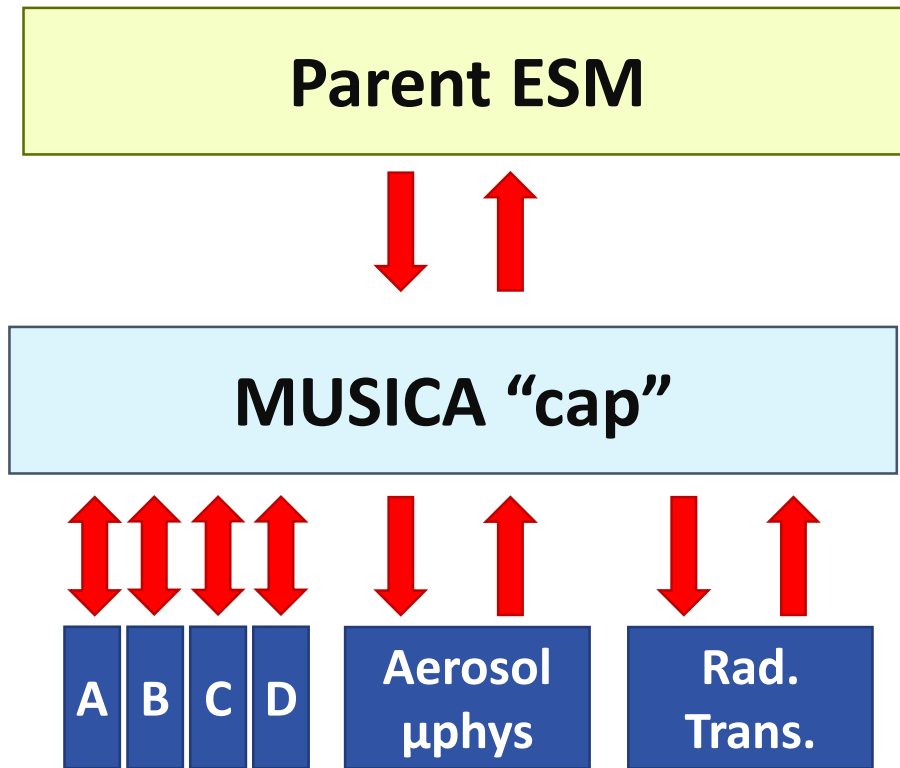 Parent ESM
MUSICA “cap”
A B C D
Aerosol
µphys
Rad.
Trans.